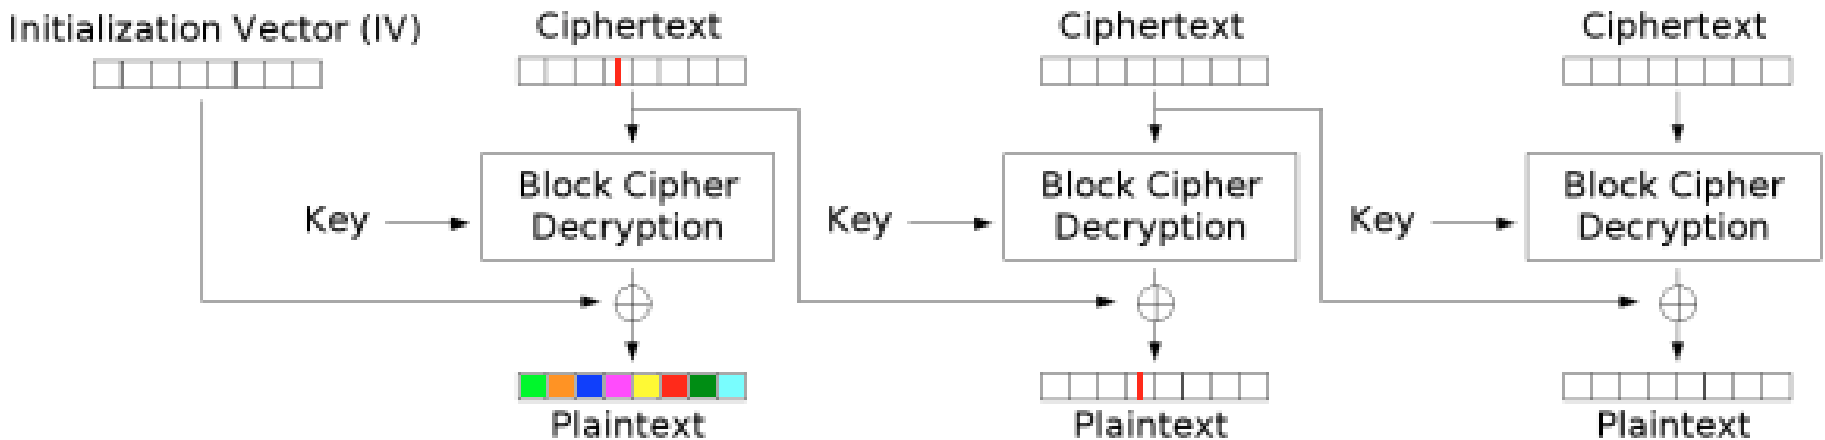 Initialization Vector (IV)
Ciphertext
Ciphertext
Ciphertext
Key
Block Cipher
Decryption
Key
Block Cipher
Decryption
Key
Block Cipher
Decryption
Plaintext
Plaintext
Plaintext